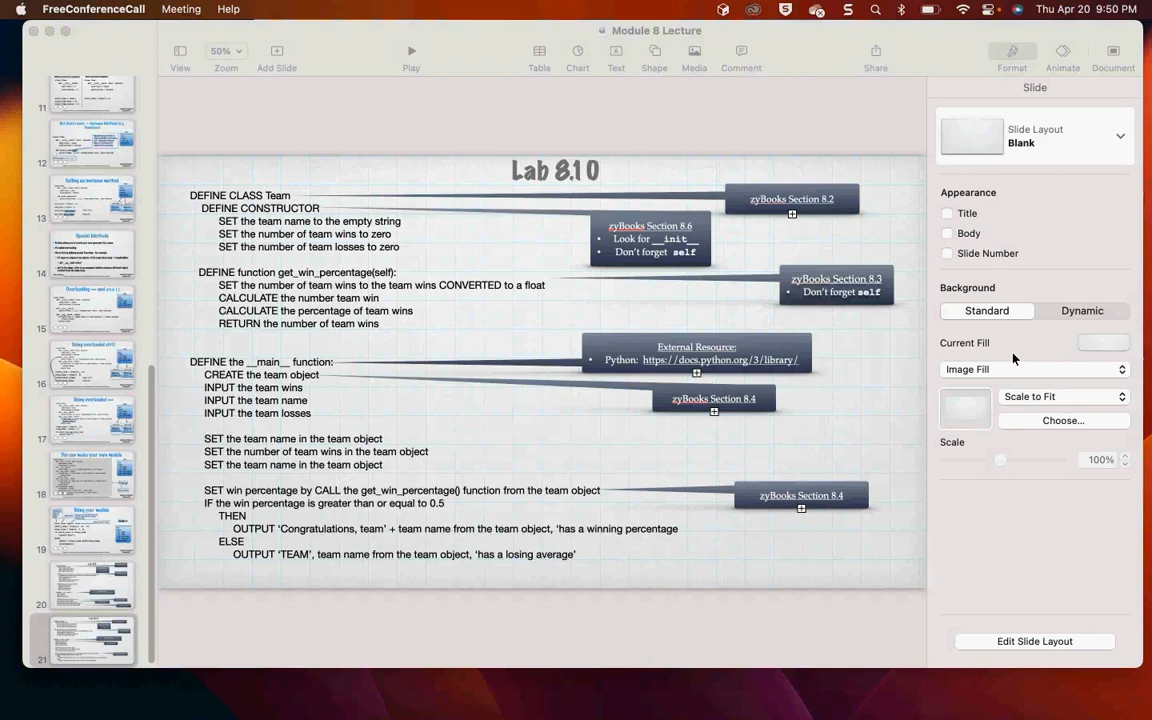 FreeConferenceCall Meeting Help Thu Apr 20 9:50 PM
Module 8 Lecture
50%
View Zoom Add Slide Play Table Chart Text Shape Media Comment Share Format Animate Document
11
12
13
14
15
16
17
18
19
20
21
Calling an instance method
Special Methods
Using overloaded ==
Using your module
Lab 8.10
DEFINE CLASS Team
DEFINE CONSTRUCTOR
SET the team name to the empty string
SET the number of team wins to zero
SET the number of team losses to zero
DEFINE function get_win_percentage(self):
SET the number of team wins to the team wins CONVERTED to a float
CALCULATE the number team win
CALCULATE the percentage of team wins
RETURN the number of team wins
DEFINE the __main__ function:
CREATE the team object
INPUT the team wins
INPUT the team name
INPUT the team losses
SET the team name in the team object
SET the number of team wins in the team object
SET the team name in the team object
SET win percentage by CALL the get_win_percentage() function from the team object
IF the win percentage is greater than or equal to 0.5
THEN
OUTPUT ‘Congratulations, team’ + team name from the team object, ‘has a winning percentage
ELSE
OUTPUT ‘TEAM’, team name from the team object, ‘has a losing average’
zyBooks Section 8.2
zyBooks Section 8.6
• Look for __init__
• Don’t forget self
zyBooks Section 8.3
• Don’t forget self
External Resource:
• Python: https://docs.python.org/3/library/
zyBooks Section 8.4
zyBooks Section 8.4
Slide
Slide Layout
Blank
Appearance
Title
Body
Slide Number
Background
Standard Dynamic
Current Fill
Image Fill
Scale to Fit
Choose...
Scale
100%
Edit Slide Layout